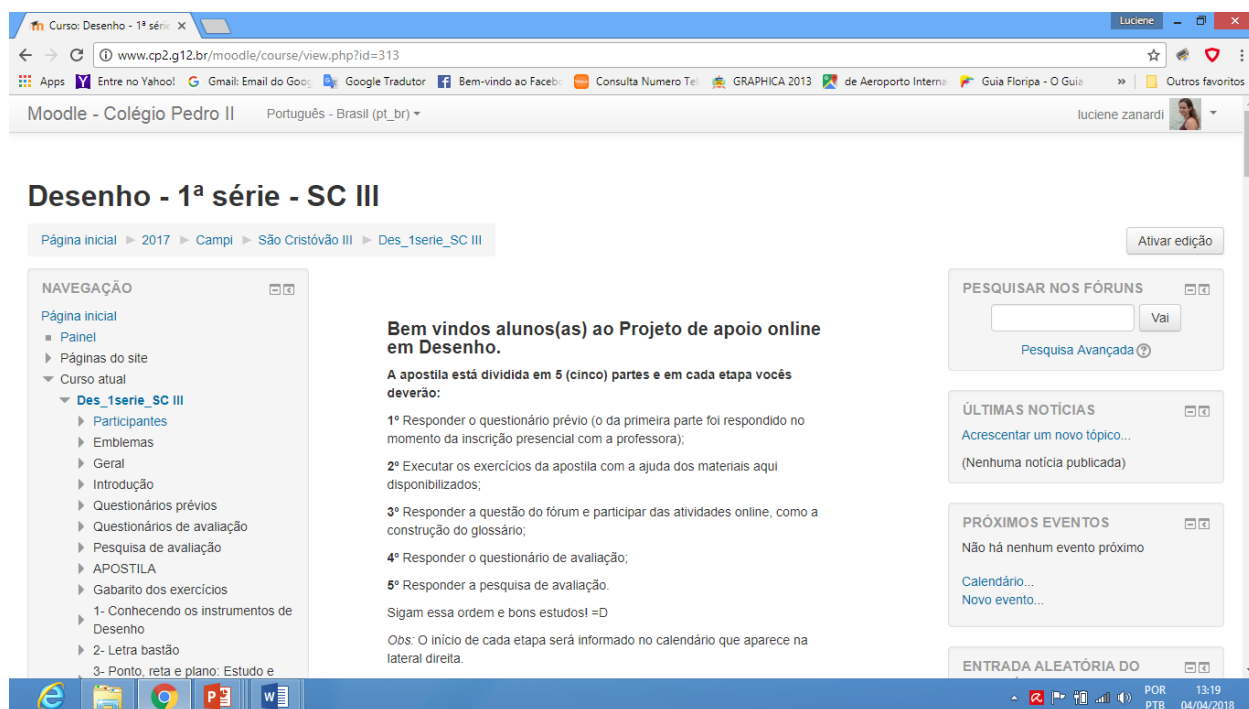 Curso: Desenho - 1ª série
Luciene
www.cp2.g12.br/moodle/course/view.php?id=313
Apps Entre no Yahoo! Gmail: Email do Goog Google Tradutor Bem-vindo ao Facebo Consulta Numero Tel GRAPHICA 2013 de Aeroporto Interna Guia Floripa - O Guia » Outros favoritos
Moodle - Colégio Pedro II Português - Brasil (pt_br) luciene zanardi
Desenho - 1ª série - SC III
Página inicial 2017 Campi São Cristóvão III Des_1serie_SC III
Ativar edição
NAVEGAÇÃO
Página inicial
Painel
Páginas do site
Curso atual
Des_1serie_SC III
Participantes
Emblemas
Geral
Introdução
Questionários prévios
Questionários de avaliação
Pesquisa de avaliação
APOSTILA
Gabarito dos exercícios
1- Conhecendo os instrumentos de
Desenho
2- Letra bastão
3- Ponto, reta e plano: Estudo e
Bem vindos alunos(as) ao Projeto de apoio online
em Desenho.
A apostila está dividida em 5 (cinco) partes e em cada etapa vocês
deverão:
1º Responder o questionário prévio (o da primeira parte foi respondido no
momento da inscrição presencial com a professora);
2º Executar os exercícios da apostila com a ajuda dos materiais aqui
disponibilizados;
3º Responder a questão do fórum e participar das atividades online, como a
construção do glossário;
4º Responder o questionário de avaliação;
5º Responder a pesquisa de avaliação.
Sigam essa ordem e bons estudos! =D
Obs: O início de cada etapa será informado no calendário que aparece na
lateral direita.
PESQUISAR NOS FÓRUNS
Vai
Pesquisa Avançada
ÚLTIMAS NOTÍCIAS
Acrescentar um novo tópico...
(Nenhuma notícia publicada)
PRÓXIMOS EVENTOS
Não há nenhum evento próximo
Calendário...
Novo evento...
ENTRADA ALEATÓRIA DO
POR 13:19
PTB 04/04/2018